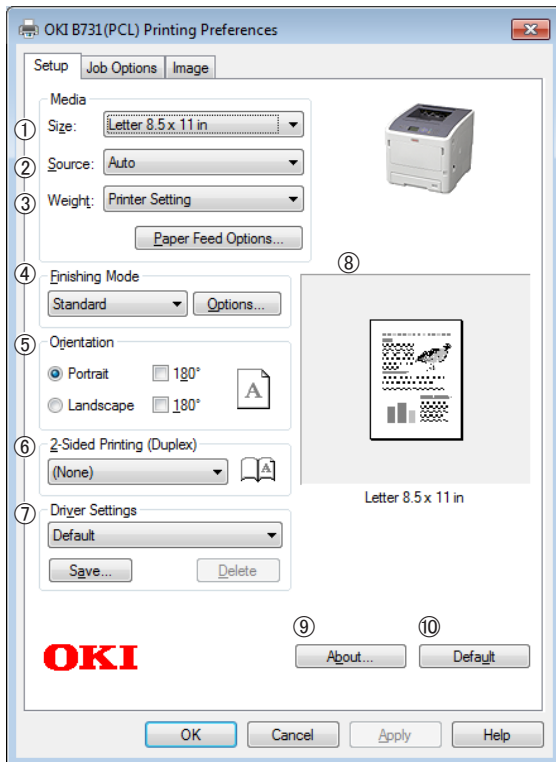 OKI B731(PCL) Printing Preferences
Setup Job Options Image
Media
① Size: Letter 8.5 x 11 in
② Source: Auto
③ Weight: Printer Setting
Paper Feed Options...
④ Finishing Mode
Standard Options...
⑤ Orientation
Portrait 180°
Landscape 180°
A
⑥ 2-Sided Printing (Duplex)
(None)
A
⑦ Driver Settings
Default
Save... Delete
⑧
Letter 8.5 x 11 in
OKI
⑨ About...
⑩ Default
OK Cancel Apply Help